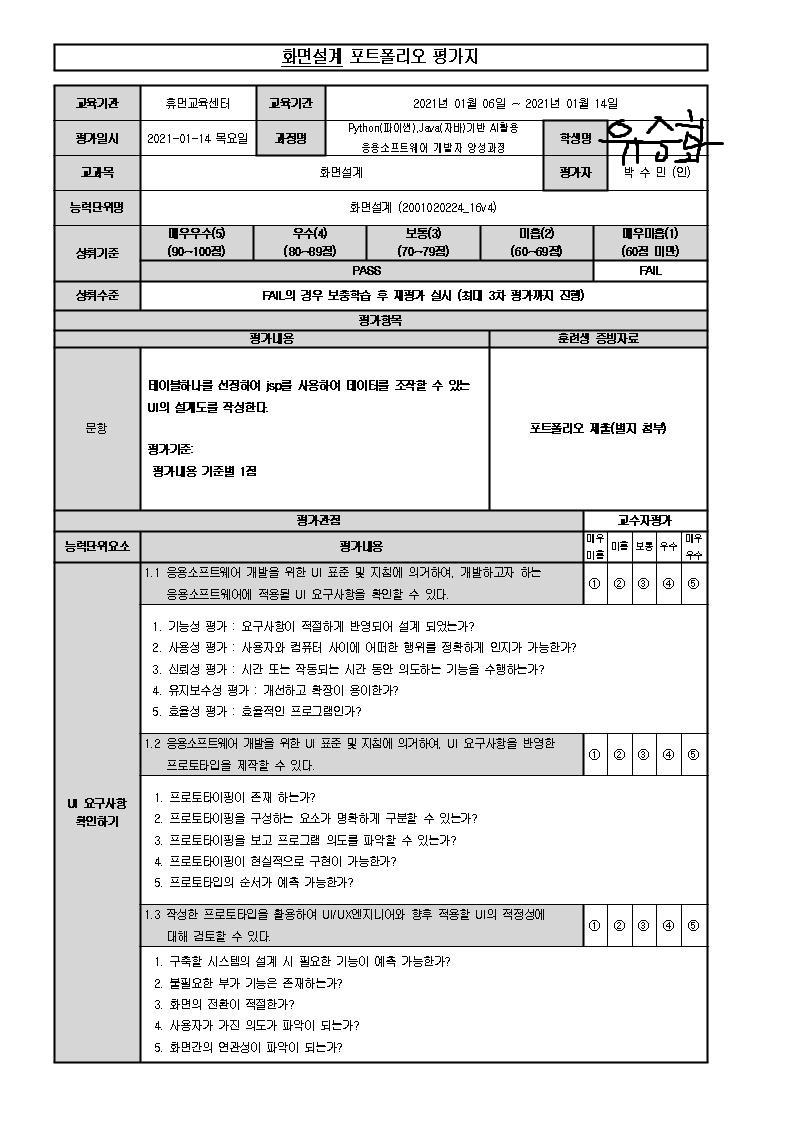 화면설계 포트폴리오 평가지
교육기관 휴먼교육센터 교육기간 2021년 01월 06일 ~ 2021년 01월 14일
평가일시 2021-01-14 목요일 과정명 Python(파이썬),Java(자바)기반 AI활용
응용소프트웨어 개발자 양성과정
학생명 유승화
교과목 화면설계 평가자 박 수 민 (인)
능력단위명 화면설계 (2001020224_16v4)
성취기준 매우우수(5) 우수(4) 보통(3) 미흡(2) 매우미흡(1)
(90~100점) (80~89점) (70~79점) (60~69점) (60점 미만)
PASS FAIL
성취수준 FAIL의 경우 보충학습 후 재평가 실시 (최대 3차 평가까지 진행)
평가항목
평가내용 훈련생 증빙자료
문항
테이블하나를 선정하여 jsp를 사용하여 데이터를 조작할 수 있는
UI의 설계도를 작성한다.
평가기준:
평가내용 기준별 1점
포트폴리오 제출(별지 첨부)
평가관점 교수자평가
능력단위요소 평가내용 매우 미흡 미흡 보통 우수 매우 우수
UI 요구사항
확인하기
1.1 응용소프트웨어 개발을 위한 UI 표준 및 지침에 의거하여, 개발하고자 하는
응용소프트웨어에 적용될 UI 요구사항을 확인할 수 있다.
① ② ③ ④ ⑤
1. 기능성 평가 : 요구사항이 적절하게 반영되어 설계 되었는가?
2. 사용성 평가 : 사용자와 컴퓨터 사이에 어떠한 행위를 정확하게 인지가 가능한가?
3. 신뢰성 평가 : 시간 또는 작동되는 시간 동안 의도하는 기능을 수행하는가?
4. 유지보수성 평가 : 개선하고 확장이 용이한가?
5. 효율성 평가 : 효율적인 프로그램인가?
1.2 응용소프트웨어 개발을 위한 UI 표준 및 지침에 의거하여, UI 요구사항을 반영한
프로토타입을 제작할 수 있다.
① ② ③ ④ ⑤
1. 프로토타이핑이 존재 하는가?
2. 프로토타이핑을 구성하는 요소가 명확하게 구분할 수 있는가?
3. 프로토타이핑을 보고 프로그램 의도를 파악할 수 있는가?
4. 프로토타이핑이 현실적으로 구현이 가능한가?
5. 프로토타입의 순서가 예측 가능한가?
1.3 작성한 프로토타입을 활용하여 UI/UX엔지니어와 향후 적용할 UI의 적정성에
대해 검토할 수 있다.
① ② ③ ④ ⑤
1. 구축할 시스템의 설계 시 필요한 기능이 예측 가능한가?
2. 불필요한 부가 기능은 존재하는가?
3. 화면의 전환이 적절한가?
4. 사용자가 가진 의도가 파악이 되는가?
5. 화면간의 연관성이 파악이 되는가?